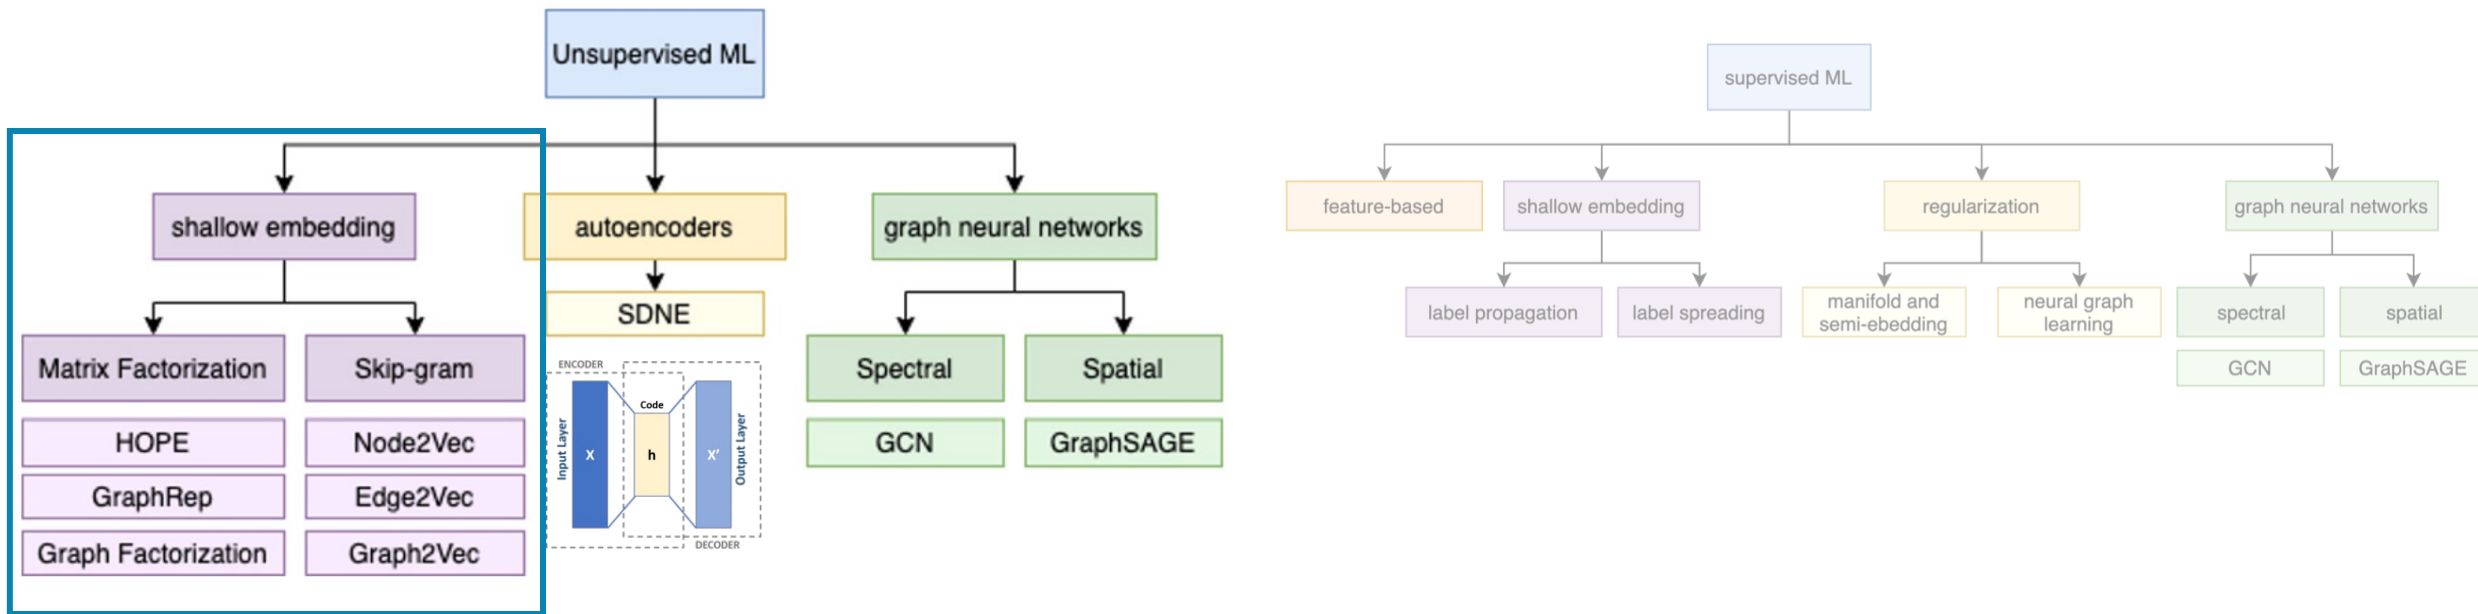 Unsupervised ML
shallow embedding
autoencoders
graph neural networks
SDNE
Matrix Factorization
Skip-gram
Spectral
Spatial
HOPE
Node2Vec
GCN
GraphSAGE
GraphRep
Edge2Vec
Graph Factorization
Graph2Vec
ENCODER
Code
Input Layer
X
h
X’
Output Layer
DECODER
supervised ML
feature-based
shallow embedding
regularization
graph neural networks
label propagation
label spreading
manifold and
semi-ebedding
neural graph
learning
spectral
spatial
GCN
GraphSAGE